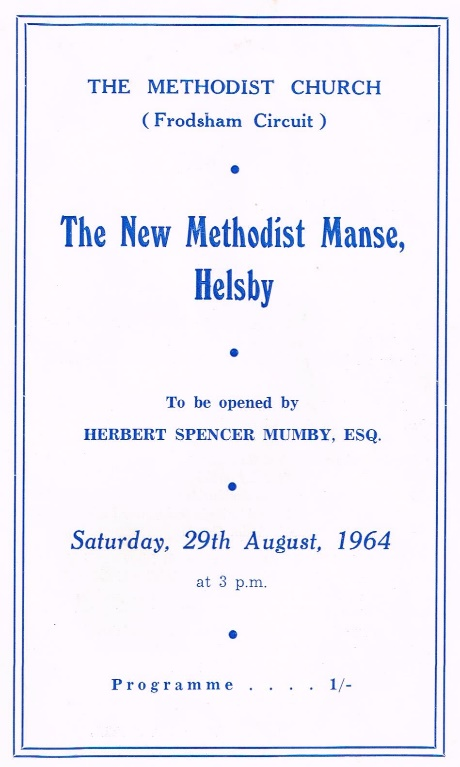 THE METHODIST CHURCH
( Frodsham Circuit )
The New Methodist Manse,
Helsby
To be opened by
HERBERT SPENCER MUMBY, ESQ.
Saturday, 29th August, 1964
at 3 p.m.
Programme . . . . 1/-